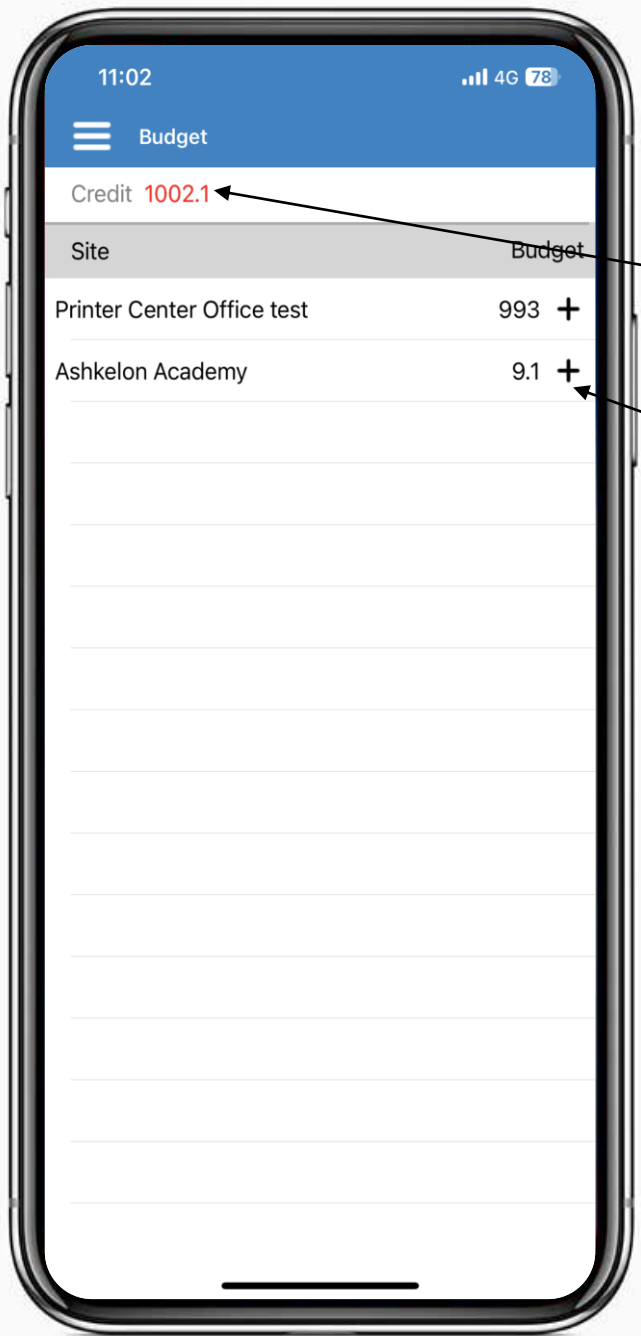 11:02 4G 78
Budget
Credit 1002.1
Site Budget
Printer Center Office test 993 +
Ashkelon Academy 9.1 +